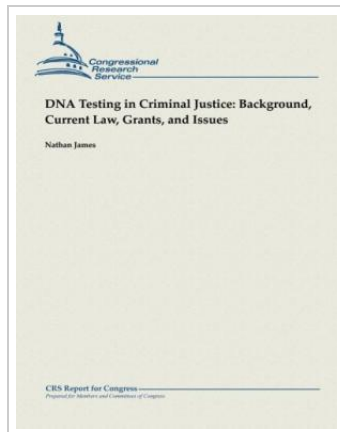 Congressional
Research
Service
DNA Testing in Criminal Justice: Background,
Current Law, Grants, and Issues
Nathan James
CRS Report for Congress
Prepared for Members and Committees of Congress